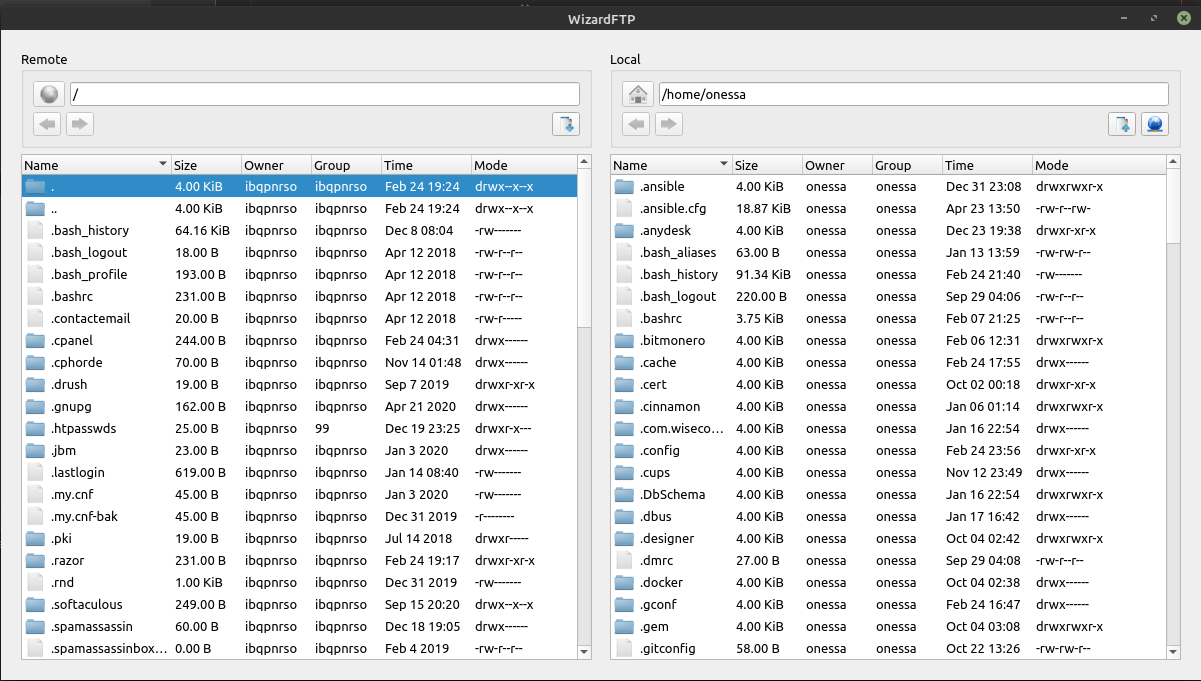 WizardFTP
Remote
/
Name Size Owner Group Time Mode
. 4.00 KiB ibqpnrso ibqpnrso Feb 24 19:24 drwx--x--x
.. 4.00 KiB ibqpnrso ibqpnrso Feb 24 19:24 drwx--x--x
.bash_history 64.16 KiB ibqpnrso ibqpnrso Dec 8 08:04 -rw-------
.bash_logout 18.00 B ibqpnrso ibqpnrso Apr 12 2018 -rw-r--r--
.bash_profile 193.00 B ibqpnrso ibqpnrso Apr 12 2018 -rw-r--r--
.bashrc 231.00 B ibqpnrso ibqpnrso Apr 12 2018 -rw-r--r--
.contactemail 20.00 B ibqpnrso ibqpnrso Apr 12 2018 -rw-r-----
.cpanel 244.00 B ibqpnrso ibqpnrso Feb 24 04:31 drwx------
.cphorde 70.00 B ibqpnrso ibqpnrso Nov 14 01:48 drwx------
.drush 19.00 B ibqpnrso ibqpnrso Sep 7 2019 drwxr-xr-x
.gnupg 162.00 B ibqpnrso ibqpnrso Apr 21 2020 drwx------
.htpasswds 25.00 B ibqpnrso 99 Dec 19 23:25 drwxr-x---
.jbm 23.00 B ibqpnrso ibqpnrso Jan 3 2020 drwx------
.lastlogin 619.00 B ibqpnrso ibqpnrso Jan 14 08:40 -rw-------
.my.cnf 45.00 B ibqpnrso ibqpnrso Jan 3 2020 -rw-------
.my.cnf-bak 45.00 B ibqpnrso ibqpnrso Dec 31 2019 -r--------
.pki 19.00 B ibqpnrso ibqpnrso Jul 14 2018 drwxr-----
.razor 231.00 B ibqpnrso ibqpnrso Feb 24 19:17 drwxr-xr-x
.rnd 1.00 KiB ibqpnrso ibqpnrso Dec 31 2019 -rw-------
.softaculous 249.00 B ibqpnrso ibqpnrso Sep 15 20:20 drwx--x--x
.spamassassin 60.00 B ibqpnrso ibqpnrso Dec 18 19:05 drwx------
.spamassassinbox... 0.00 B ibqpnrso ibqpnrso Feb 4 2019 -rw-r--r--
Local
/home/onessa
Name Size Owner Group Time Mode
.ansible 4.00 KiB onessa onessa Dec 31 23:08 drwxrwxr-x
.ansible.cfg 18.87 KiB onessa onessa Apr 23 13:50 -rw-r--rw-
.anydesk 4.00 KiB onessa onessa Dec 23 19:38 drwxr-xr-x
.bash_aliases 63.00 B onessa onessa Jan 13 13:59 -rw-rw-r--
.bash_history 91.34 KiB onessa onessa Feb 24 21:40 -rw-------
.bash_logout 220.00 B onessa onessa Sep 29 04:06 -rw-r--r--
.bashrc 3.75 KiB onessa onessa Feb 07 21:25 -rw-r--r--
.bitmonero 4.00 KiB onessa onessa Feb 06 12:31 drwxrwxr-x
.cache 4.00 KiB onessa onessa Feb 24 17:55 drwx------
.cert 4.00 KiB onessa onessa Oct 02 00:18 drwxr-xr-x
.cinnamon 4.00 KiB onessa onessa Jan 06 01:14 drwxrwxr-x
.com.wiseco... 4.00 KiB onessa onessa Jan 16 22:54 drwx------
.config 4.00 KiB onessa onessa Feb 24 23:56 drwxr-xr-x
.cups 4.00 KiB onessa onessa Nov 12 23:49 drwx------
.DbSchema 4.00 KiB onessa onessa Jan 16 22:54 drwxrwxr-x
.dbus 4.00 KiB onessa onessa Jan 17 16:42 drwx------
.designer 4.00 KiB onessa onessa Oct 04 02:42 drwxrwxr-x
.dmrc 27.00 B onessa onessa Sep 29 04:08 -rw-r--r--
.docker 4.00 KiB onessa onessa Oct 04 02:38 drwx------
.gconf 4.00 KiB onessa onessa Feb 24 16:47 drwx------
.gem 4.00 KiB onessa onessa Oct 04 03:08 drwxrwxr-x
.gitconfig 58.00 B onessa onessa Oct 22 13:26 -rw-rw-r--